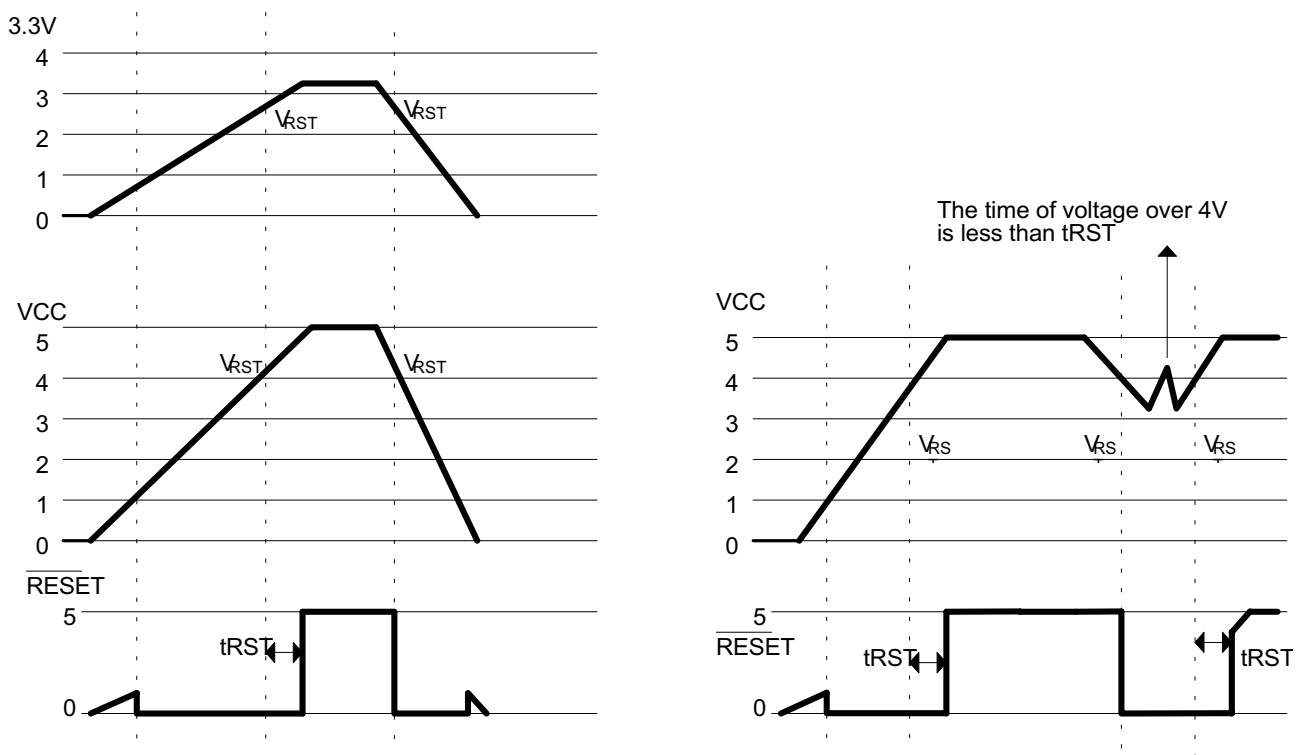 3.3V
4
3
2
1
0
VRST
VRST
VCC
5
4
3
2
1
0
VRST
VRST
RESET
5
0
tRST
The time of voltage over 4V
is less than tRST
VCC
5
4
3
2
1
0
VRS
VRS
VRS
5
RESET
0
tRST
tRST